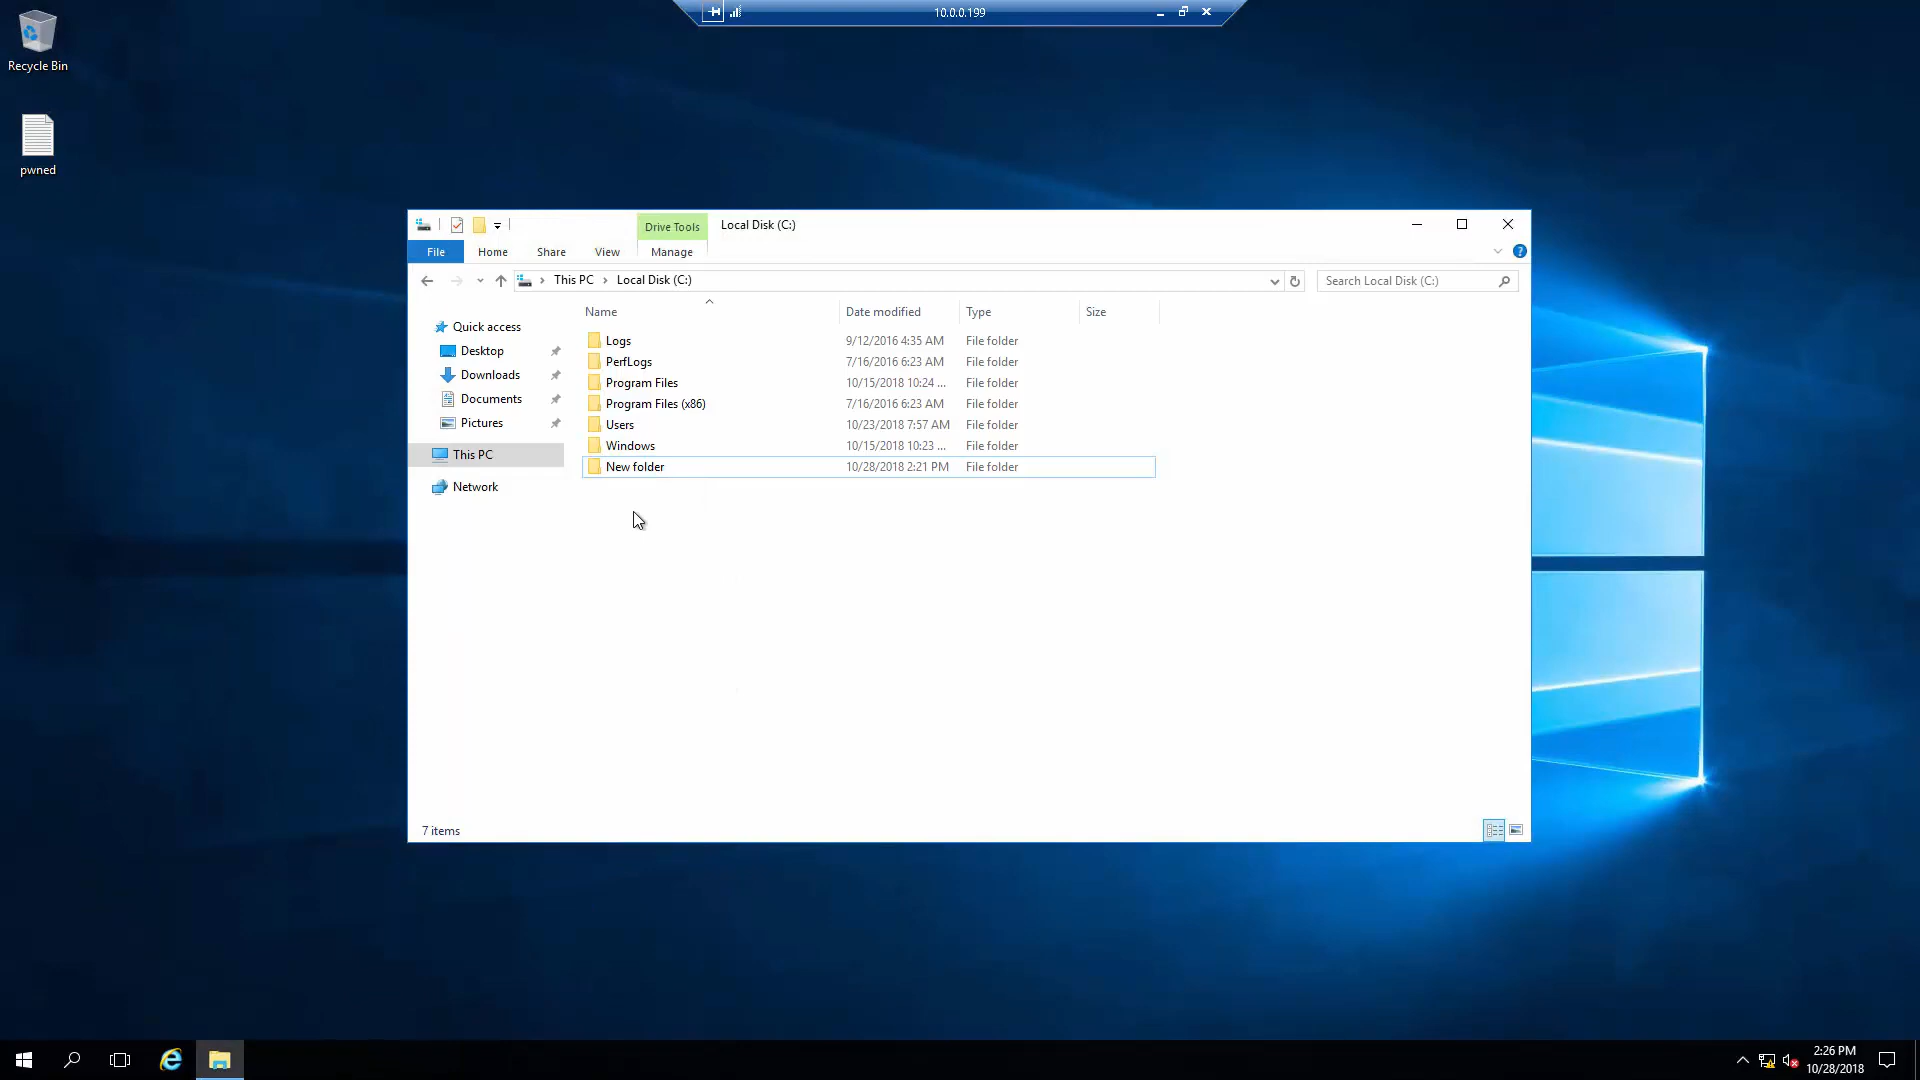 10.0.0.199
Recycle Bin
pwned
Drive Tools
Local Disk (C:)
File
Home
Share
View
Manage
This PC
Local Disk (C:)
Search Local Disk (C:)
Quick access
Desktop
Downloads
Documents
Pictures
This PC
Network
Name
Date modified
Type
Size
Logs 9/12/2016 4:35 AM File folder
PerfLogs 7/16/2016 6:23 AM File folder
Program Files 10/15/2018 10:24 ... File folder
Program Files (x86) 7/16/2016 6:23 AM File folder
Users 10/23/2018 7:57 AM File folder
Windows 10/15/2018 10:23 ... File folder
New folder 10/28/2018 2:21 PM File folder
7 items
2:26 PM
10/28/2018